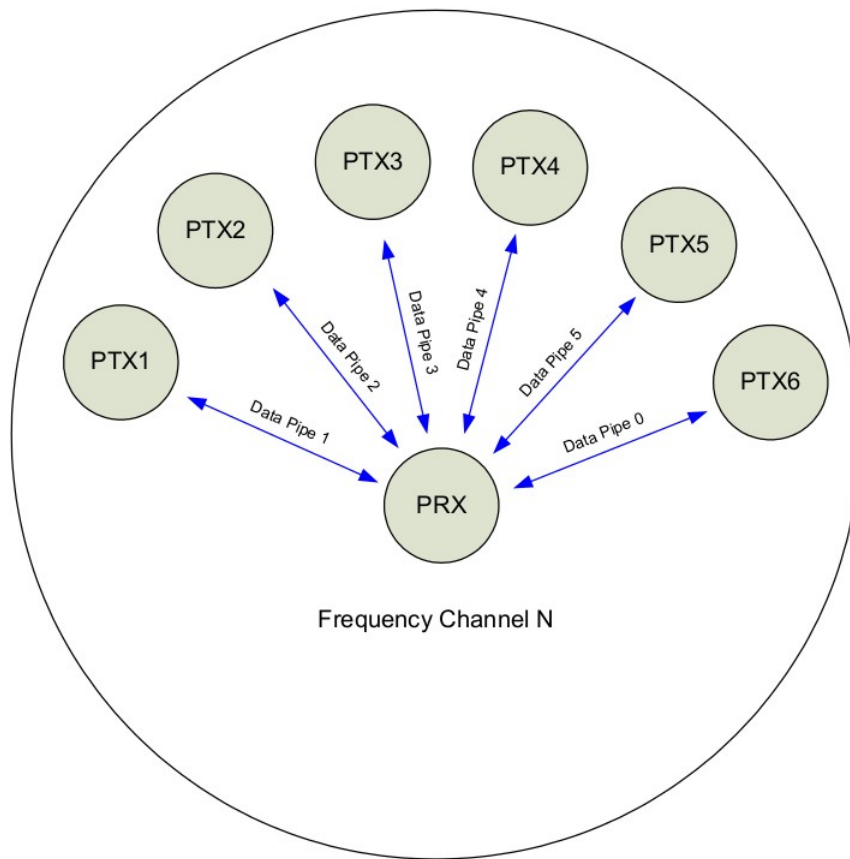 PTX3
PTX4
PTX2
PTX5
PTX1
PTX6
Data Pipe 3
Data Pipe 4
Data Pipe 2
Data Pipe 5
Data Pipe 1
Data Pipe 0
PRX
Frequency Channel N